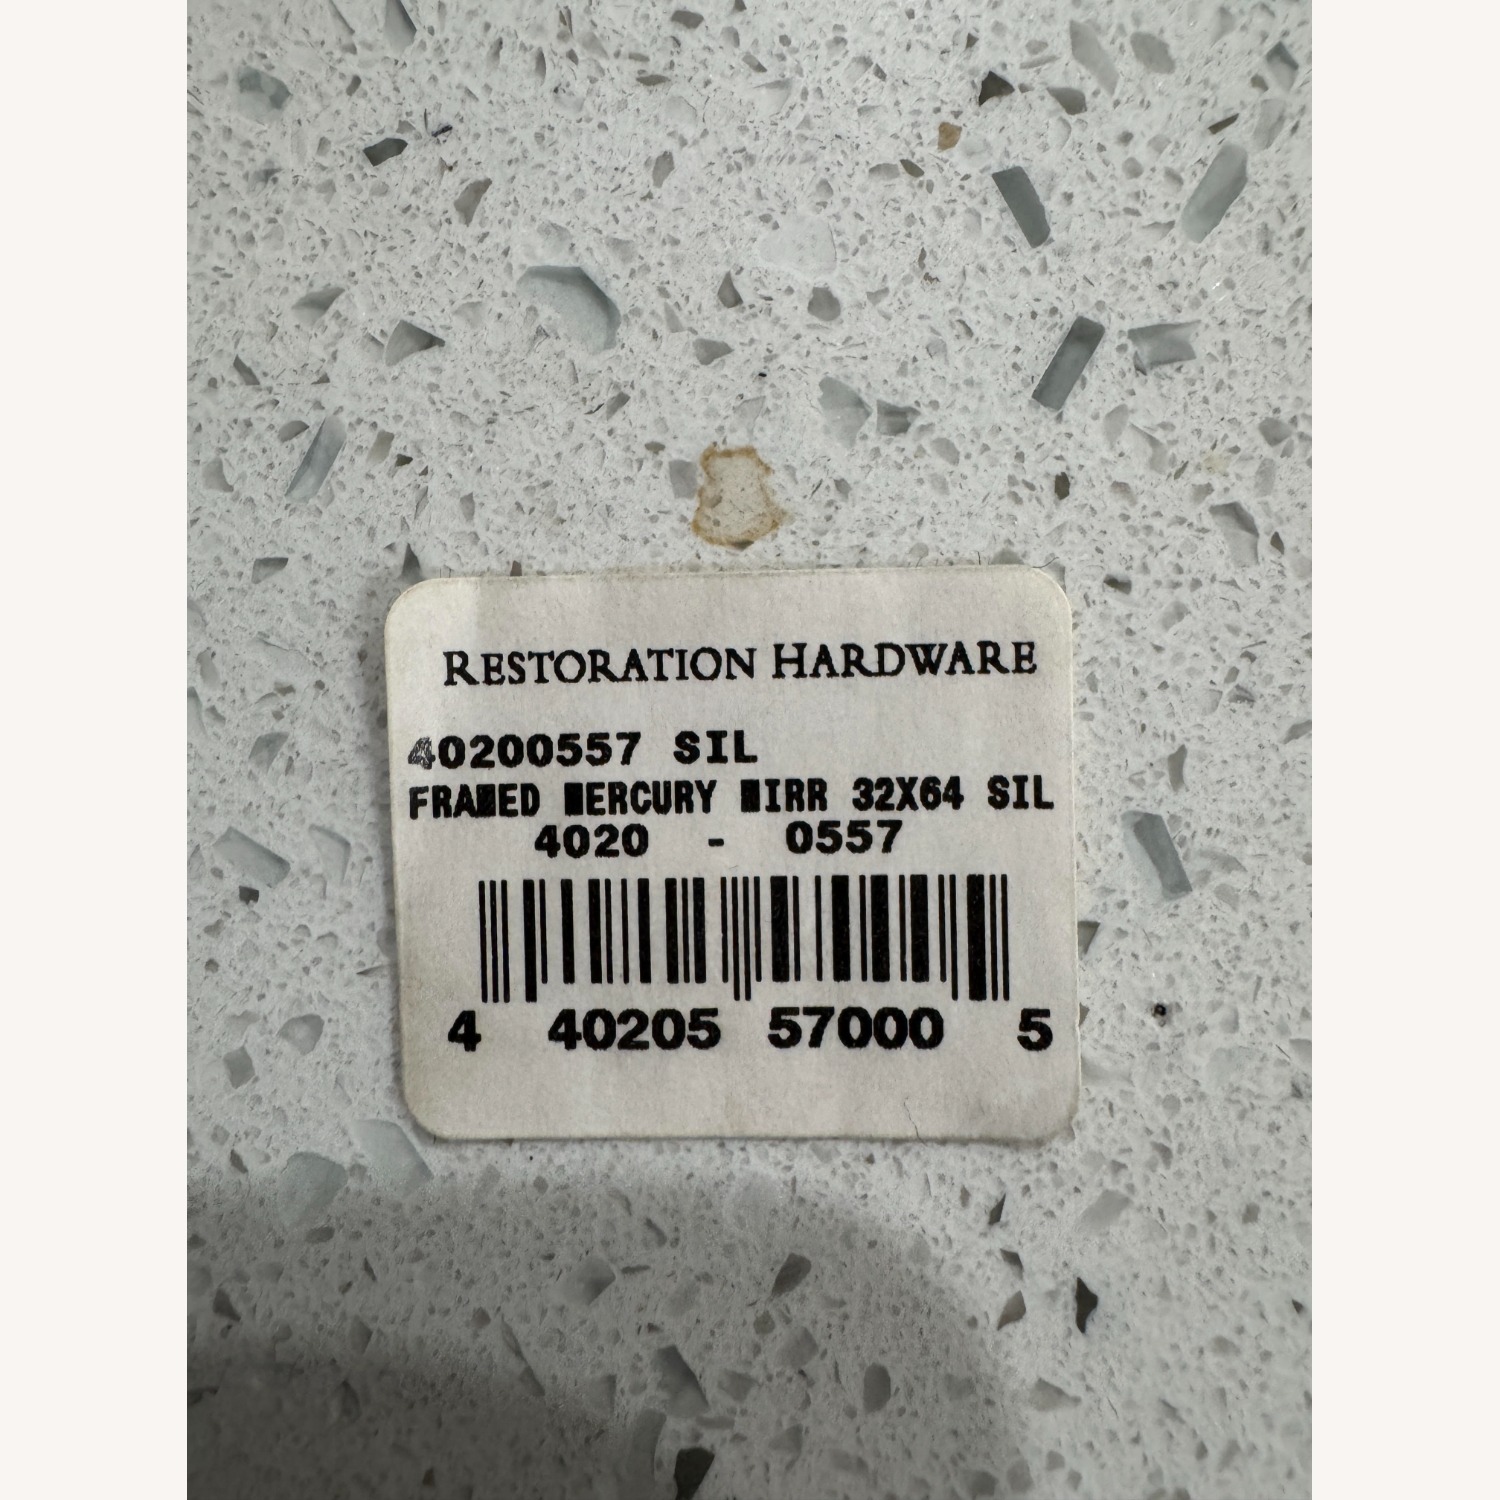 RESTORATION HARDWARE
40200557 SIL
FRAMED MERCURY MIRR 32X64 SIL
4020 - 0557
4 40205 57000 5